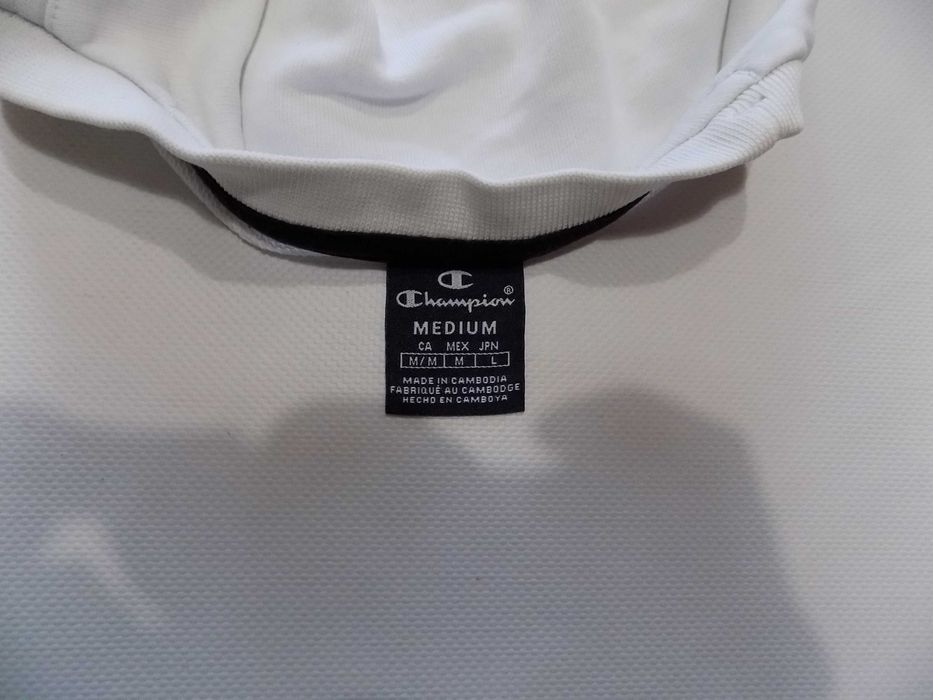 Champion®
MEDIUM
CA MEX JPN
M/M M L
MADE IN CAMBODIA
FABRIQUÉ AU CAMBODGE
HECHO EN CAMBOYA